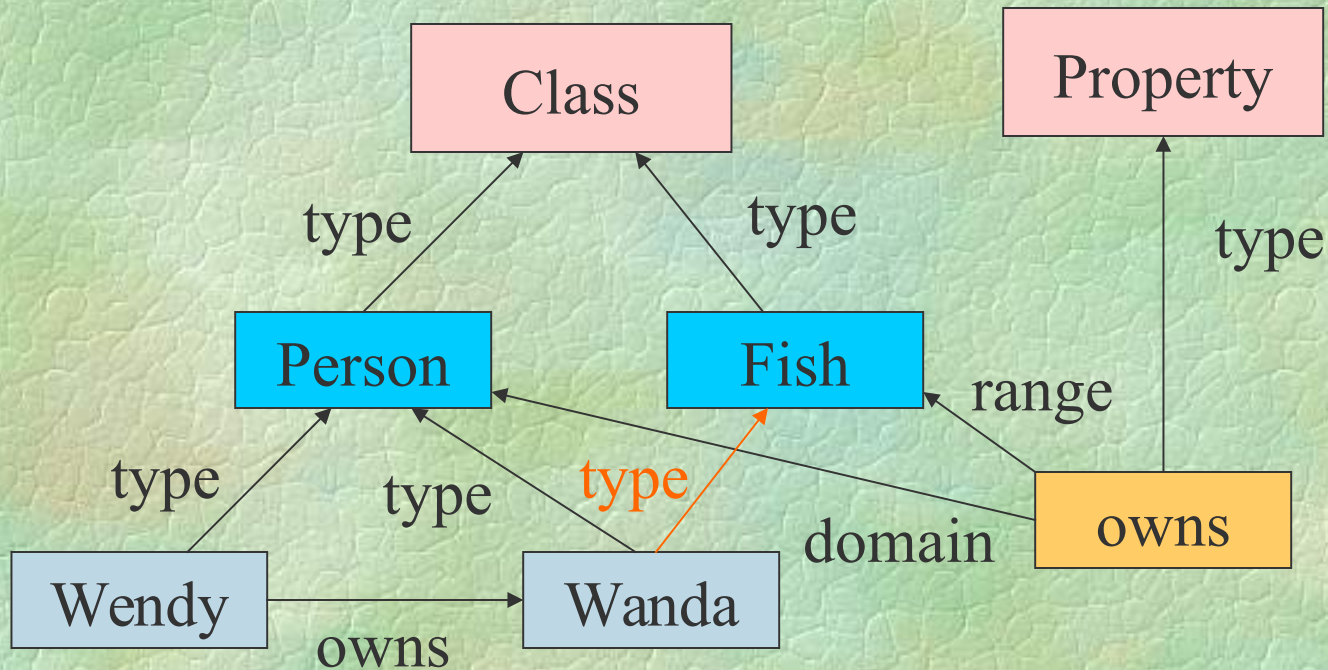 Class
Property
type
type
type
Person
Fish
range
type
type
type
owns
domain
Wendy
Wanda
owns